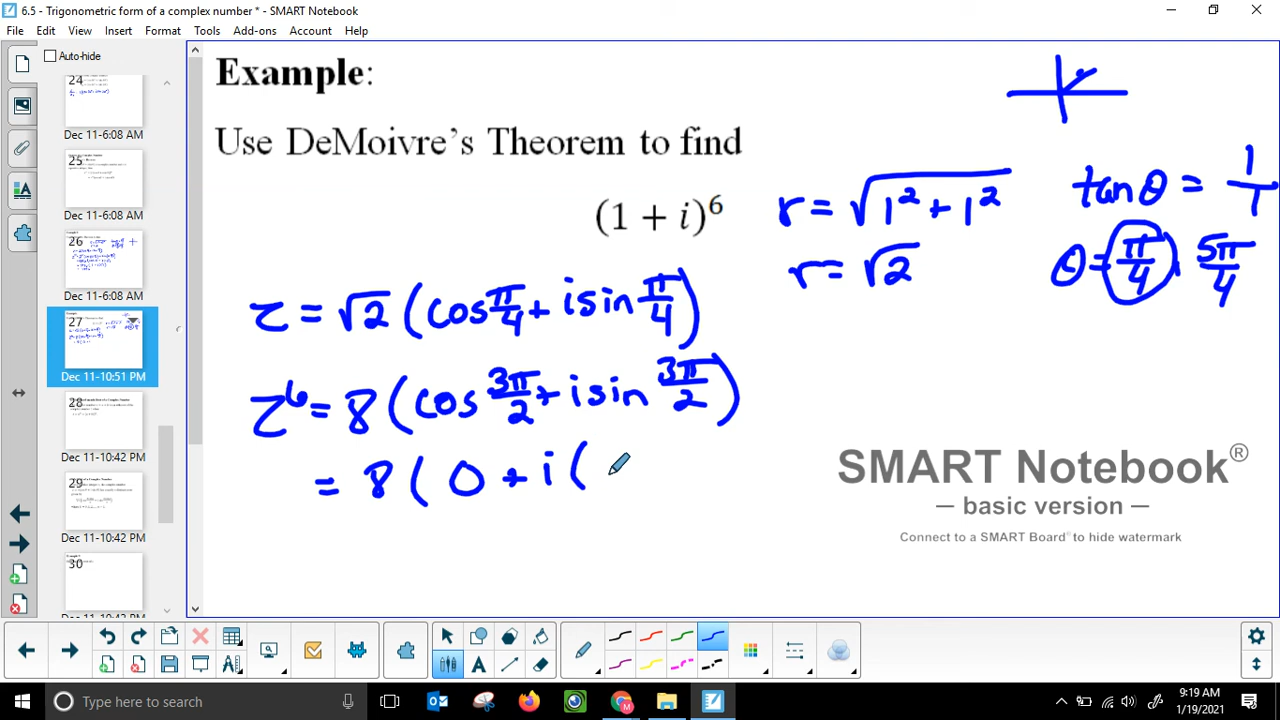 6.5 - Trigonometric form of a complex number * - SMART Notebook
File Edit View Insert Format Tools Add-ons Account Help
Auto-hide
24
Dec 11-6:08 AM
25
Dec 11-6:08 AM
26
Dec 11-6:08 AM
27
Dec 11-10:51 PM
28
Dec 11-10:42 PM
29
Dec 11-10:42 PM
30
Example:
Use DeMoivre's Theorem to find
(1 + i)⁶
r = √(1² + 1²)
r = √2
tan θ = 1/1
θ = π/4, 5π/4
z = √2 (cos π/4 + i sin π/4)
z⁶ = 8 (cos 3π/2 + i sin 3π/2)
= 8 ( 0 + i (
SMART Notebook®
— basic version —
Connect to a SMART Board® to hide watermark
Type here to search
9:19 AM
1/19/2021